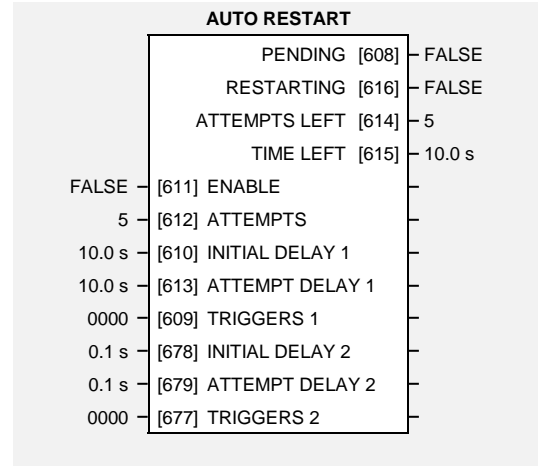 AUTO RESTART
PENDING [608] FALSE
RESTARTING [616] FALSE
ATTEMPTS LEFT [614] 5
TIME LEFT [615] 10.0 s
FALSE [611] ENABLE
5 [612] ATTEMPTS
10.0 s [610] INITIAL DELAY 1
10.0 s [613] ATTEMPT DELAY 1
0000 [609] TRIGGERS 1
0.1 s [678] INITIAL DELAY 2
0.1 s [679] ATTEMPT DELAY 2
0000 [677] TRIGGERS 2